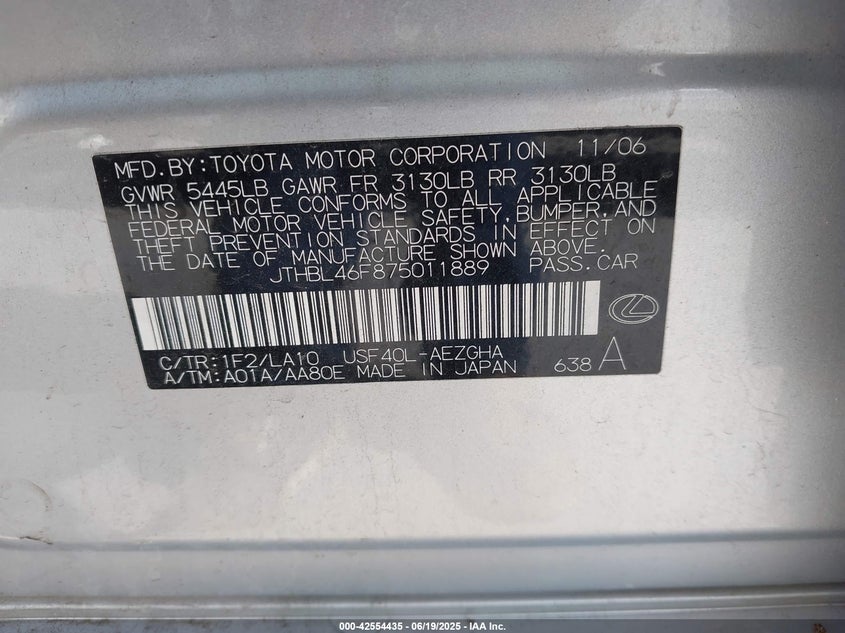 MFD.BY:TOYOTA MOTOR CORPORATION 11/06
GVWR 5445LB GAWR FR 3130LB RR 3130LB
THIS VEHICLE CONFORMS TO ALL APPLICABLE
FEDERAL MOTOR VEHICLE SAFETY,BUMPER,AND
THEFT PREVENTION STANDARDS IN EFFECT ON
THE DATE OF MANUFACTURE SHOWN ABOVE.
JTHBL46F875011889 PASS.CAR
C/TR:1F2/LA10 USF40L-AEZGHA
A/TM:A01A/AA80E MADE IN JAPAN 638 A
000-42554435 - 06/19/2025 - IAA Inc.